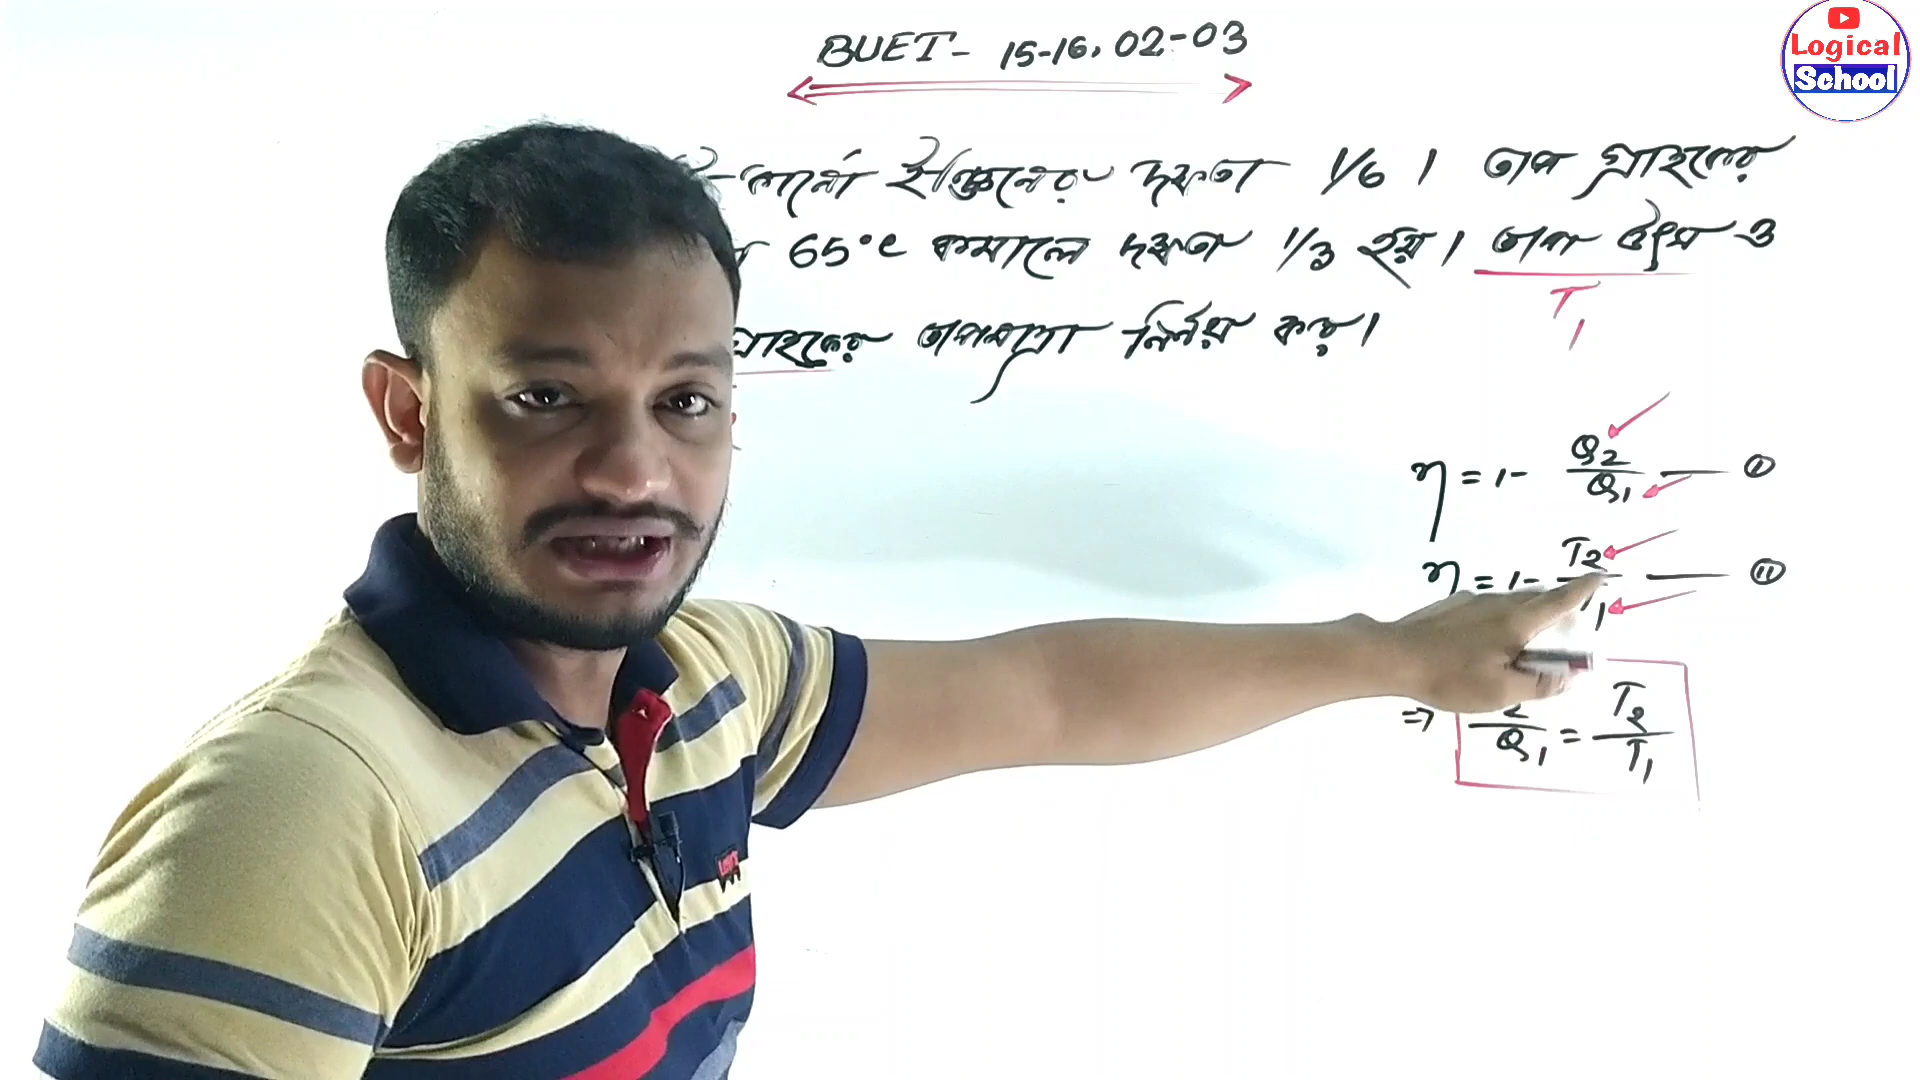 BUET - 15-16, 02-03
Logical
School
কার্নো ইঞ্জিনের দক্ষতা 1/6 । তাপ গ্রাহকের
65°C কমালে দক্ষতা 1/3 হয় । তাপ উৎস ও
T1
গ্রাহকের তাপমাত্রা নির্ণয় কর ।
η = 1 - Q2/Q1 — (i)
η = 1 - T2/T1 — (ii)
⇒ 2/Q1 = T2/T1